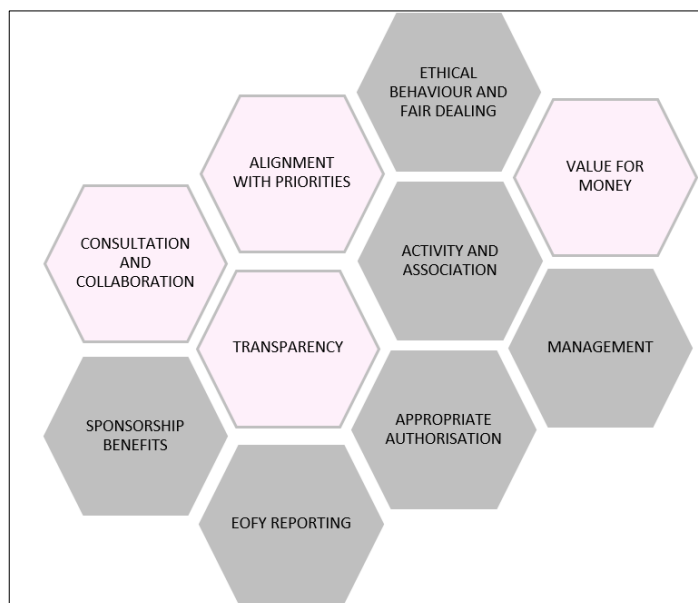 ETHICAL
BEHAVIOUR AND
FAIR DEALING
ALIGNMENT
WITH PRIORITIES
VALUE FOR
MONEY
CONSULTATION
AND
COLLABORATION
ACTIVITY AND
ASSOCIATION
TRANSPARENCY
MANAGEMENT
SPONSORSHIP
BENEFITS
APPROPRIATE
AUTHORISATION
EOFY REPORTING